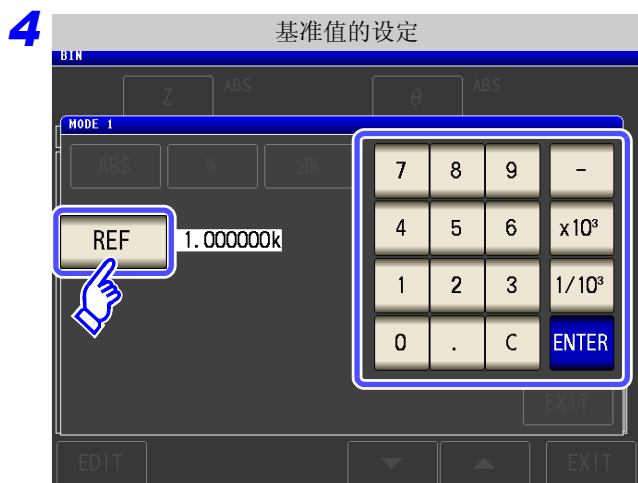 4
基准值的设定
BIN
Z ABS θ ABS
MODE 1
ABS % Δ%
7 8 9 -
REF 1.000000k
4 5 6 x10³
1 2 3 1/10³
0 . C ENTER
EXIT
EDIT EXIT